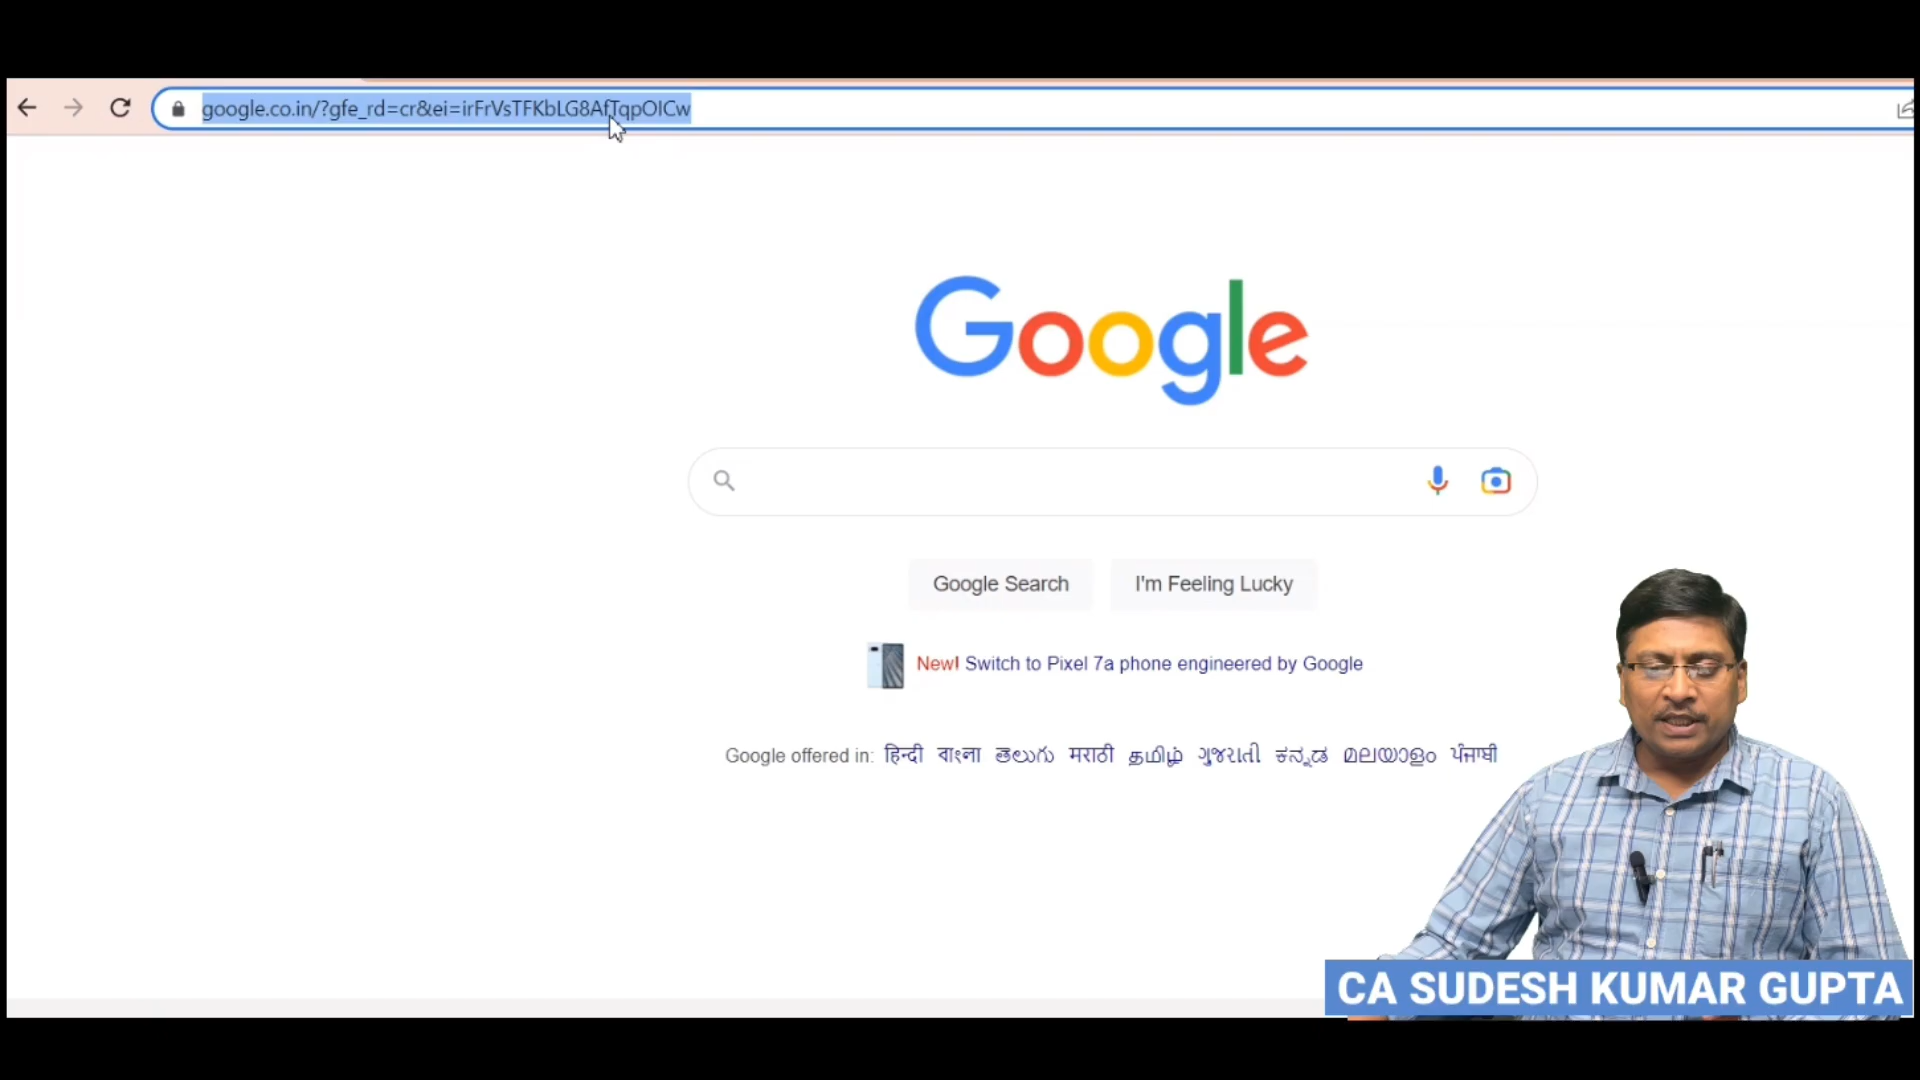 google.co.in/?gfe_rd=cr&ei=irFrVsTFKbLG8AfTqpOICw
Google
Google Search I'm Feeling Lucky
New! Switch to Pixel 7a phone engineered by Google
Google offered in: हिन्दी বাংলা తెలుగు मराठी தமிழ் ગુજરાતી ಕನ್ನಡ മലയാളം ਪੰਜਾਬੀ
CA SUDESH KUMAR GUPTA